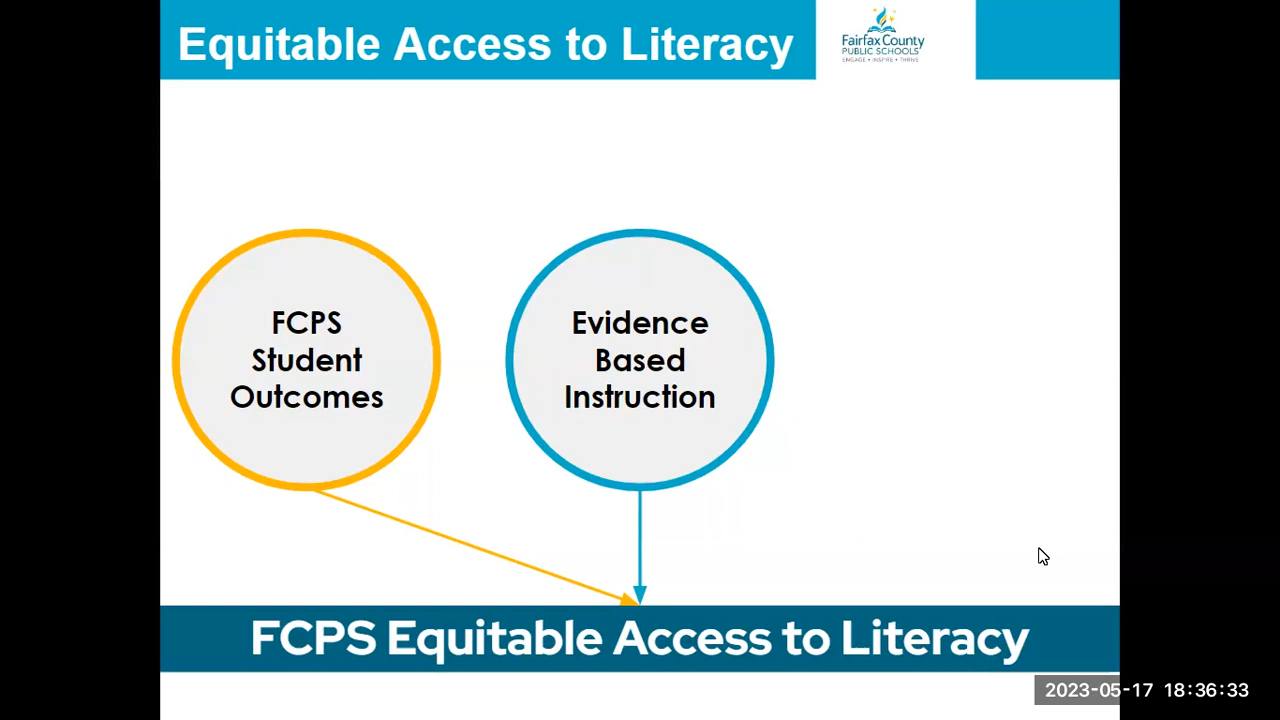 Equitable Access to Literacy
Fairfax County
PUBLIC SCHOOLS
ENGAGE • INSPIRE • THRIVE
FCPS
Student
Outcomes
Evidence
Based
Instruction
FCPS Equitable Access to Literacy
2023-05-17 18:36:33